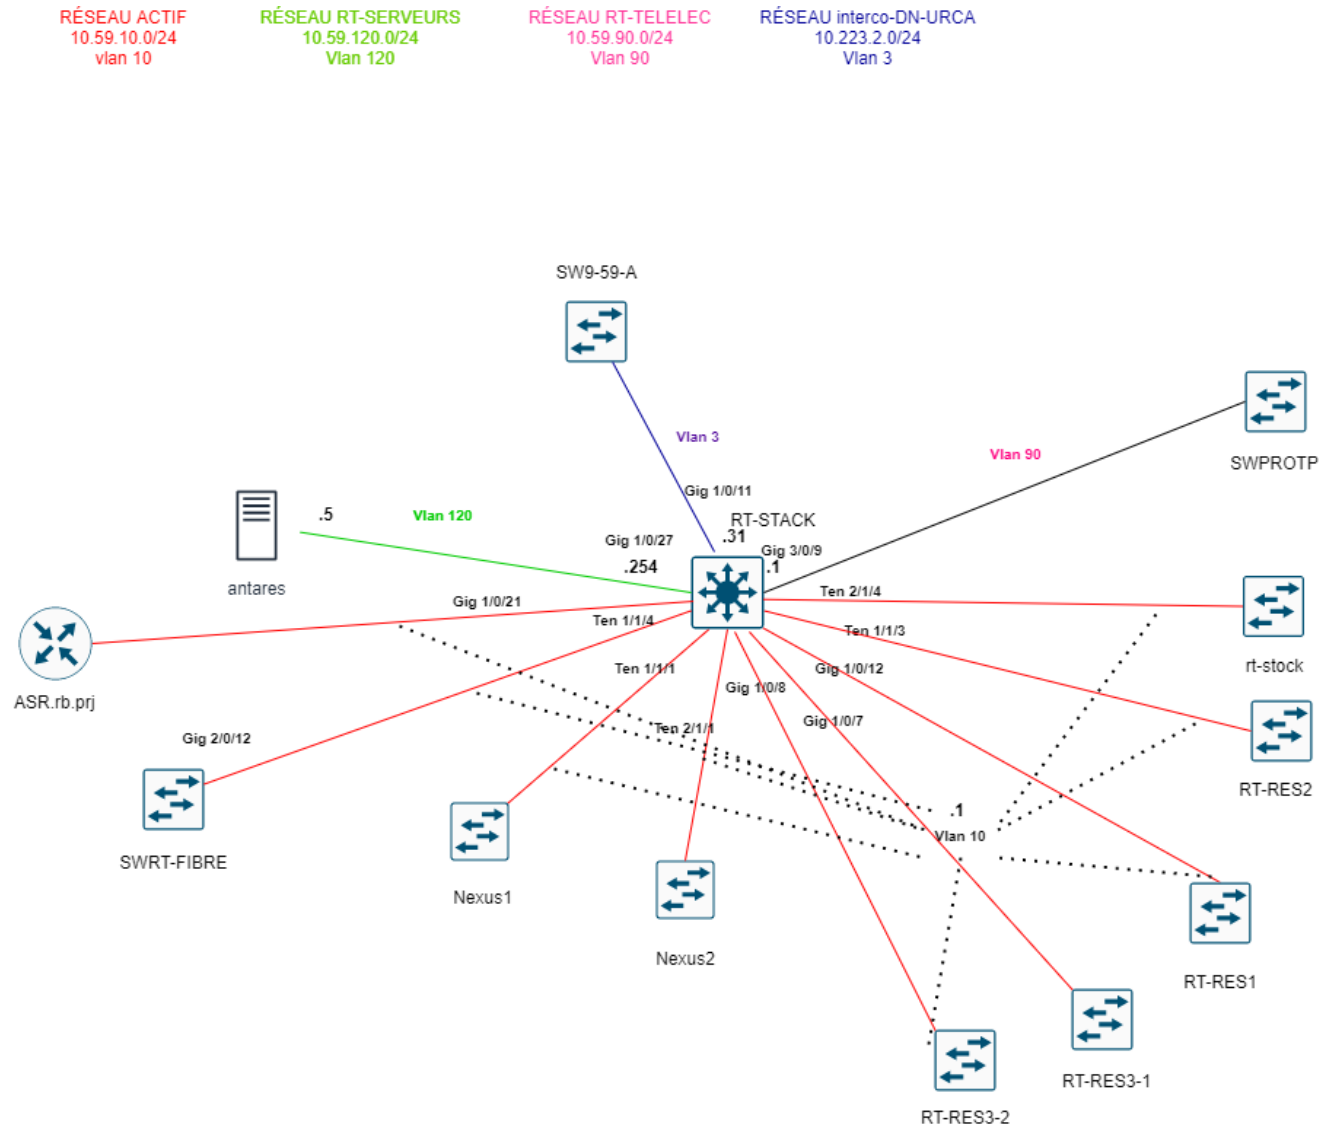 RÉSEAU ACTIF
10.59.10.0/24
vlan 10
RÉSEAU RT-SERVEURS
10.59.120.0/24
Vlan 120
RÉSEAU RT-TELELEC
10.59.90.0/24
Vlan 90
RÉSEAU interco-DN-URCA
10.223.2.0/24
Vlan 3
SW9-59-A
Vlan 3
Vlan 90
SWPROTP
Gig 1/0/11
.5
Vlan 120
RT-STACK
.31
Gig 1/0/27
Gig 3/0/9
.254
.1
antares
Ten 2/1/4
Gig 1/0/21
Ten 1/1/4
Ten 1/1/3
Ten 1/1/1
Gig 1/0/12
rt-stock
Gig 1/0/8
ASR.rb.prj
Gig 1/0/7
Ten 2/1/1
Gig 2/0/12
RT-RES2
.1
Vlan 10
SWRT-FIBRE
Nexus1
Nexus2
RT-RES1
RT-RES3-1
RT-RES3-2